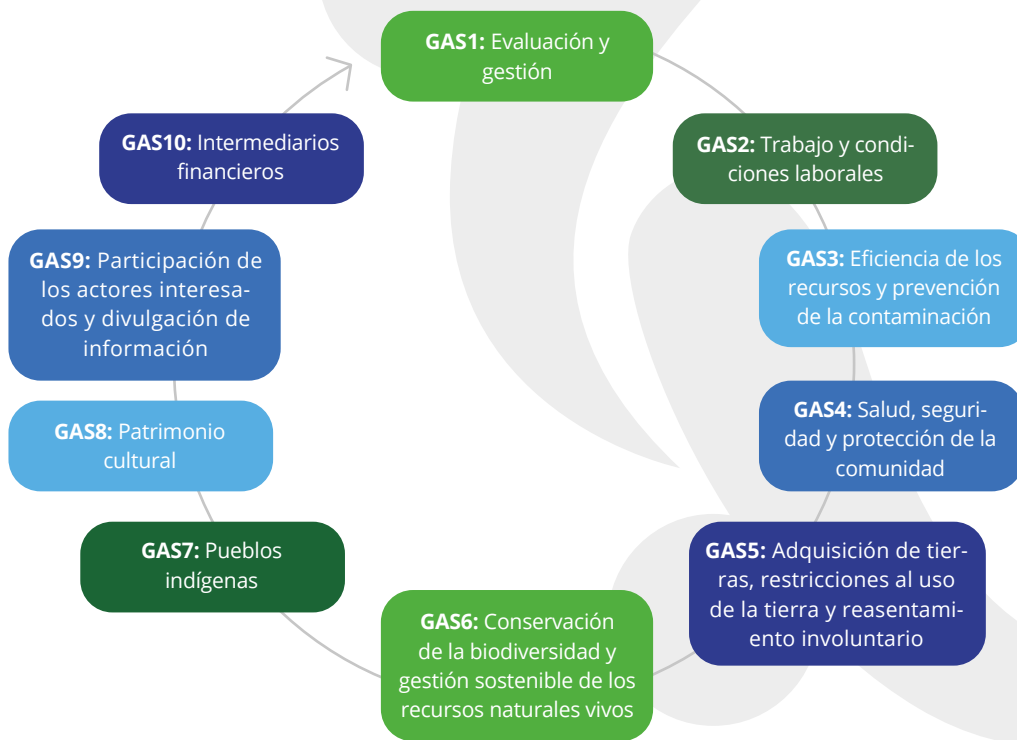 GAS1: Evaluación y
gestión
GAS2: Trabajo y condi-
ciones laborales
GAS3: Eficiencia de los
recursos y prevención
de la contaminación
GAS4: Salud, seguri-
dad y protección de la
comunidad
GAS5: Adquisición de tier-
ras, restricciones al uso
de la tierra y reasentami-
ento involuntario
GAS6: Conservación
de la biodiversidad y
gestión sostenible de los
recursos naturales vivos
GAS7: Pueblos
indígenas
GAS8: Patrimonio
cultural
GAS9: Participación de
los actores interesa-
dos y divulgación de
información
GAS10: Intermediarios
financieros